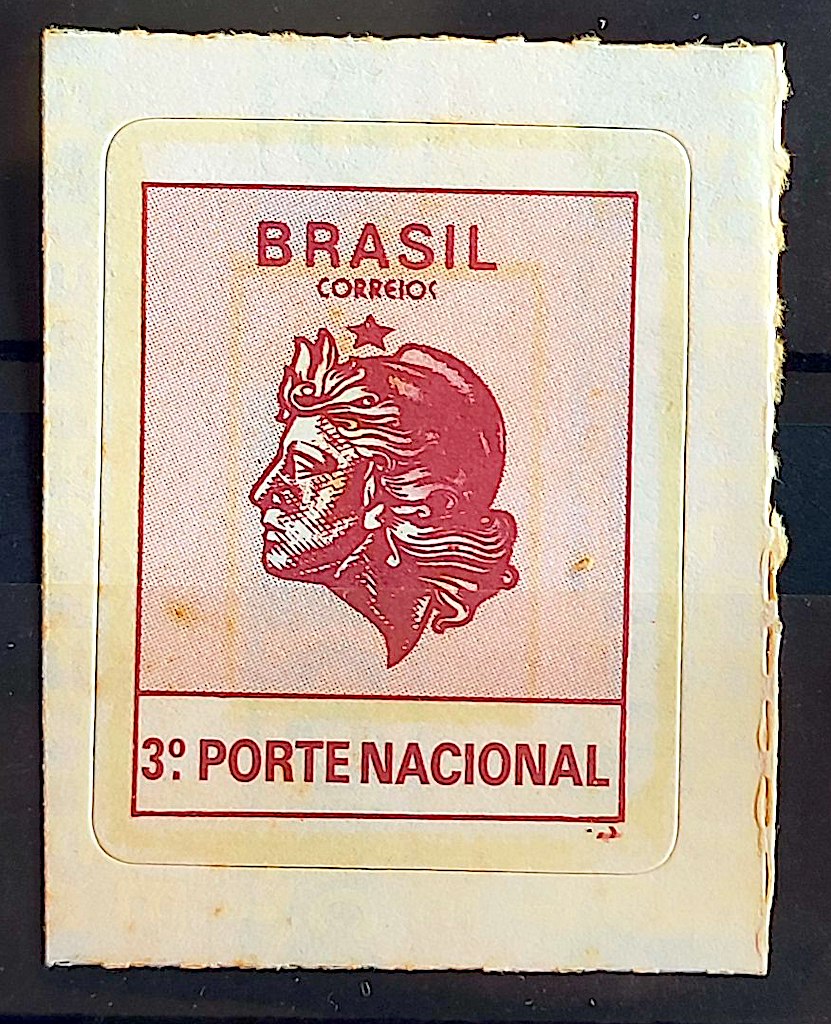 BRASIL
CORREIOS
3º. PORTE NACIONAL